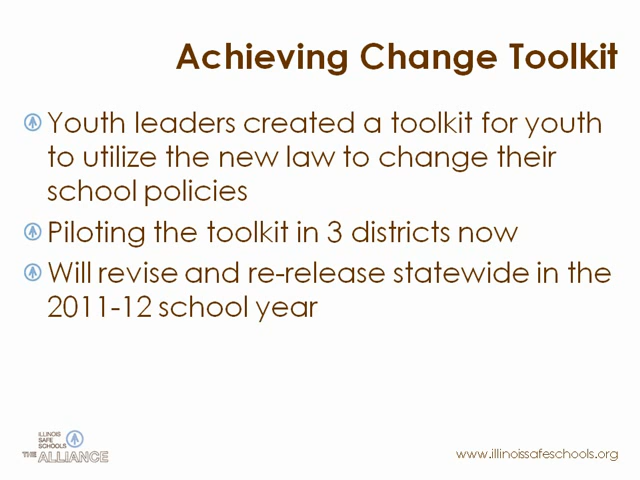 Achieving Change Toolkit
Youth leaders created a toolkit for youth
to utilize the new law to change their
school policies
Piloting the toolkit in 3 districts now
Will revise and re-release statewide in the
2011-12 school year
ILLINOIS
SAFE
SCHOOLS
THE ALLIANCE
www.illinoissafeschools.org